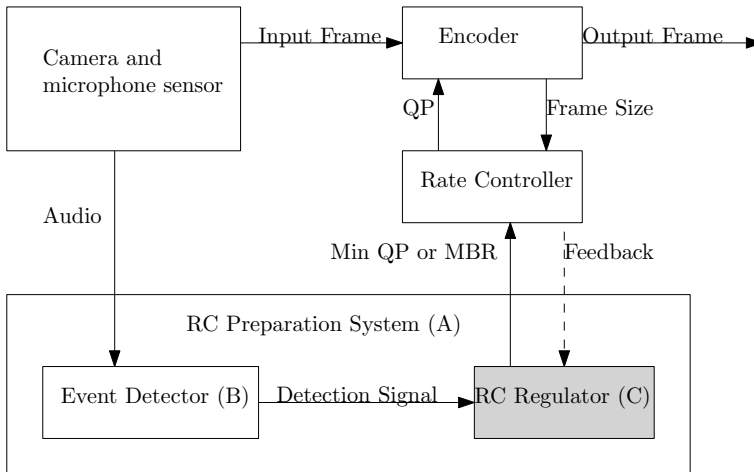 Camera and
microphone sensor
Input Frame
Encoder
Output Frame
QP
Frame Size
Rate Controller
Audio
Min QP or MBR
Feedback
RC Preparation System (A)
Event Detector (B)
Detection Signal
RC Regulator (C)